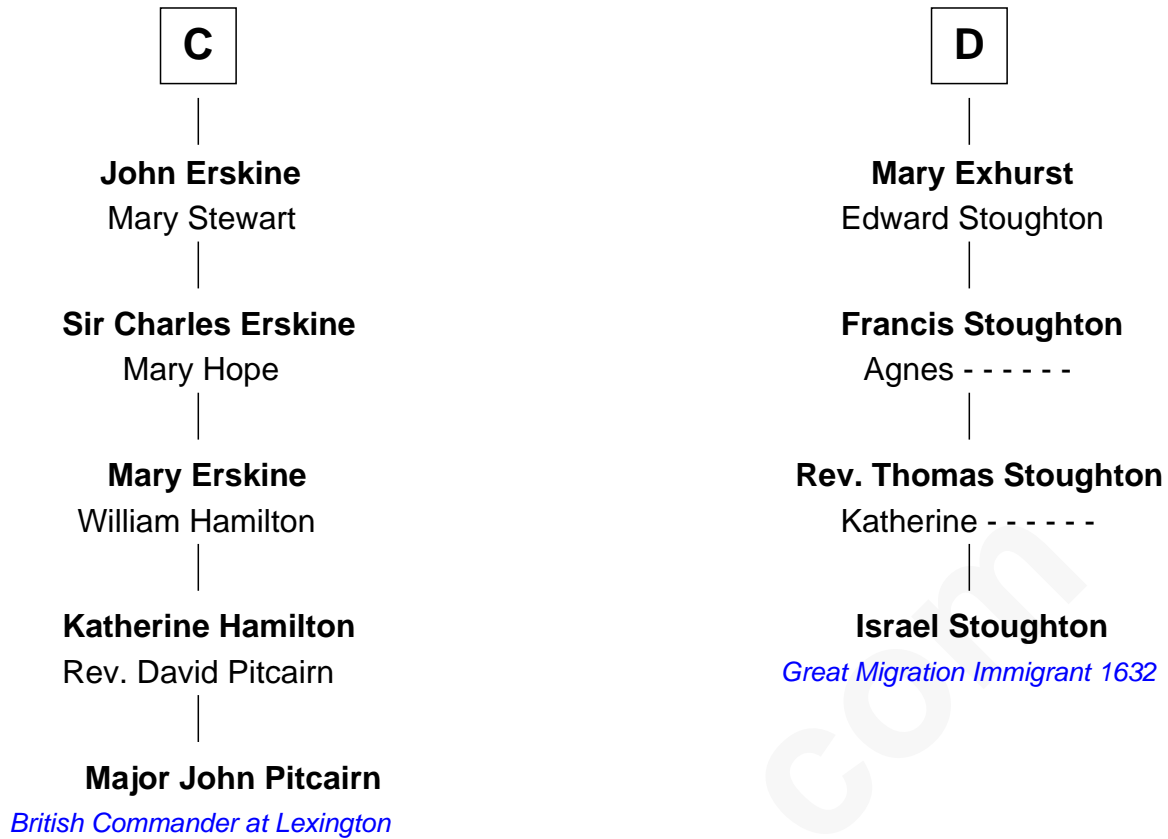 C
John Erskine
Mary Stewart
Sir Charles Erskine
Mary Hope
Mary Erskine
William Hamilton
Katherine Hamilton
Rev. David Pitcairn
Major John Pitcairn
British Commander at Lexington
D
Mary Exhurst
Edward Stoughton
Francis Stoughton
Agnes - - - - - -
Rev. Thomas Stoughton
Katherine - - - - - -
Israel Stoughton
Great Migration Immigrant 1632
com